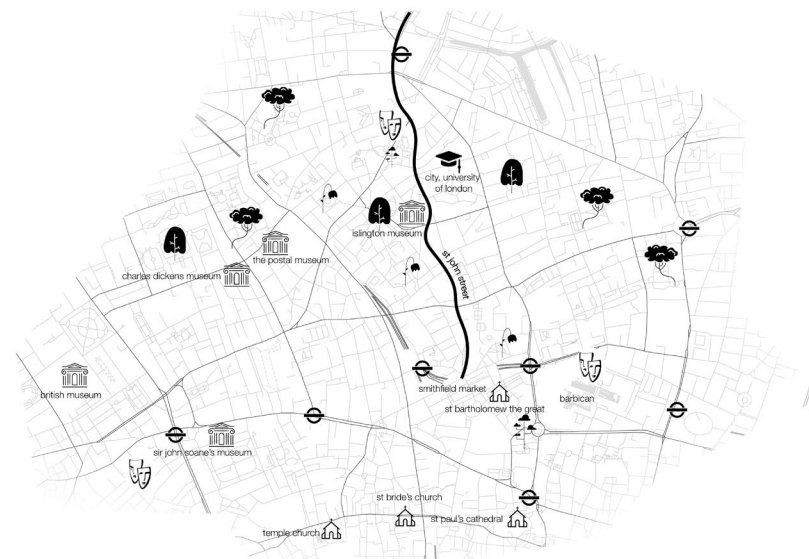 city, university
of london
islington museum
the postal museum
charles dickens museum
st john street
british museum
smithfield market
barbican
st bartholomew the great
sir john soane's museum
st bride's church
st paul's cathedral
temple church